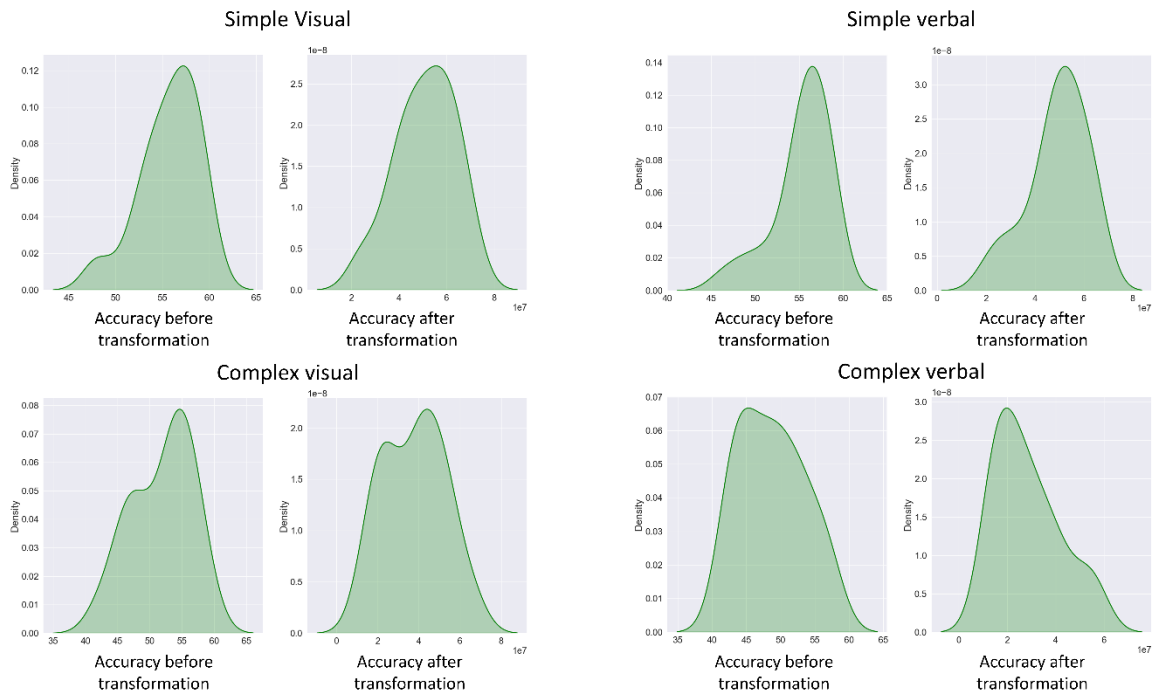 Simple Visual
Simple verbal
1e−8
1e−8
0.12
0.10
0.08
0.06
0.04
0.02
0.00
Density
45 50 55 60 65
2.5
2.0
1.5
1.0
0.5
0.0
Density
2 4 6 8
1e7
0.14
0.12
0.10
0.08
0.06
0.04
0.02
0.00
Density
40 45 50 55 60 65
3.0
2.5
2.0
1.5
1.0
0.5
0.0
Density
0 2 4 6 8
1e7
Accuracy before
transformation
Accuracy after
transformation
Accuracy before
transformation
Accuracy after
transformation
Complex visual
Complex verbal
1e−8
1e−8
0.08
0.07
0.06
0.05
0.04
0.03
0.02
0.01
0.00
Density
35 40 45 50 55 60 65
2.0
1.5
1.0
0.5
0.0
Density
0 2 4 6 8
1e7
0.07
0.06
0.05
0.04
0.03
0.02
0.01
0.00
Density
35 40 45 50 55 60 65
3.0
2.5
2.0
1.5
1.0
0.5
0.0
Density
0 2 4 6
1e7
Accuracy before
transformation
Accuracy after
transformation
Accuracy before
transformation
Accuracy after
transformation